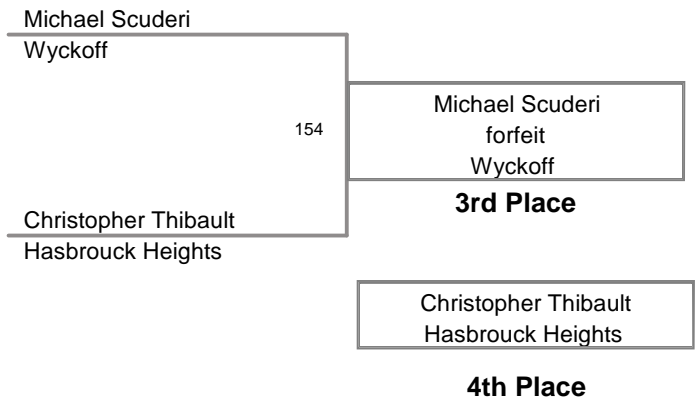 Michael Scuderi
Wyckoff
154
Michael Scuderi
forfeit
Wyckoff
3rd Place
Christopher Thibault
Hasbrouck Heights
Christopher Thibault
Hasbrouck Heights
4th Place